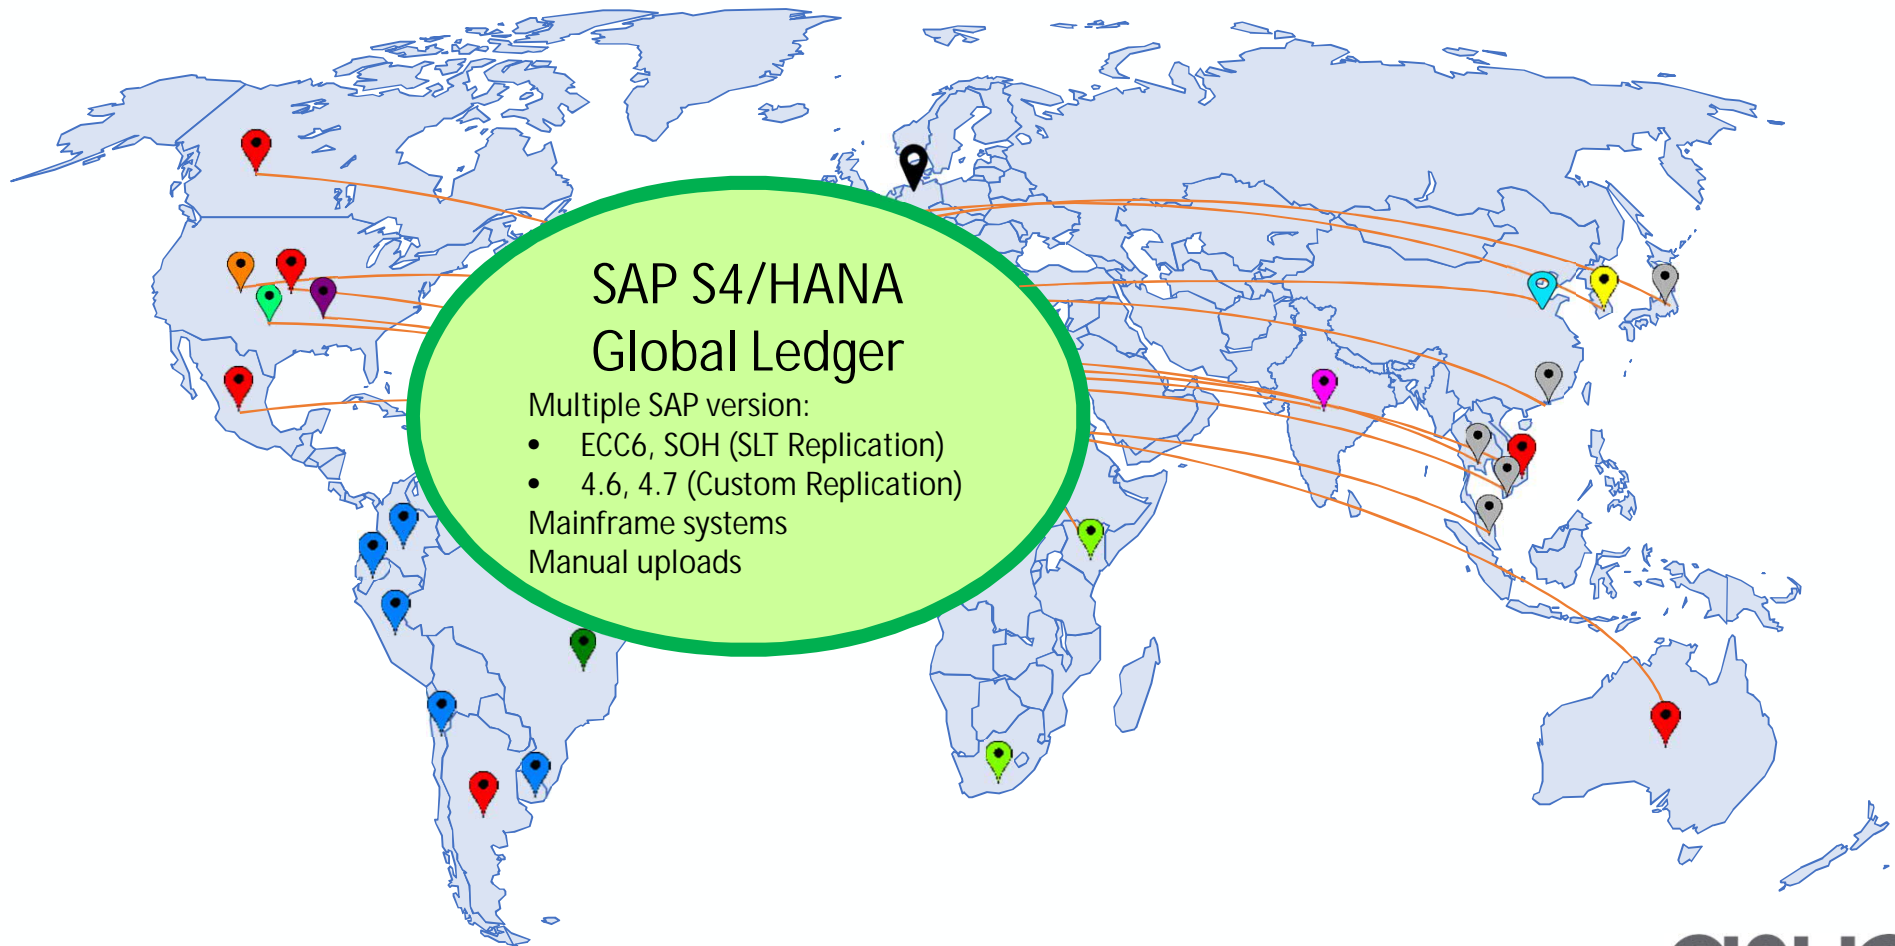 SAP S4/HANA
Global Ledger
Multiple SAP version:
• ECC6, SOH (SLT Replication)
• 4.6, 4.7 (Custom Replication)
Mainframe systems
Manual uploads